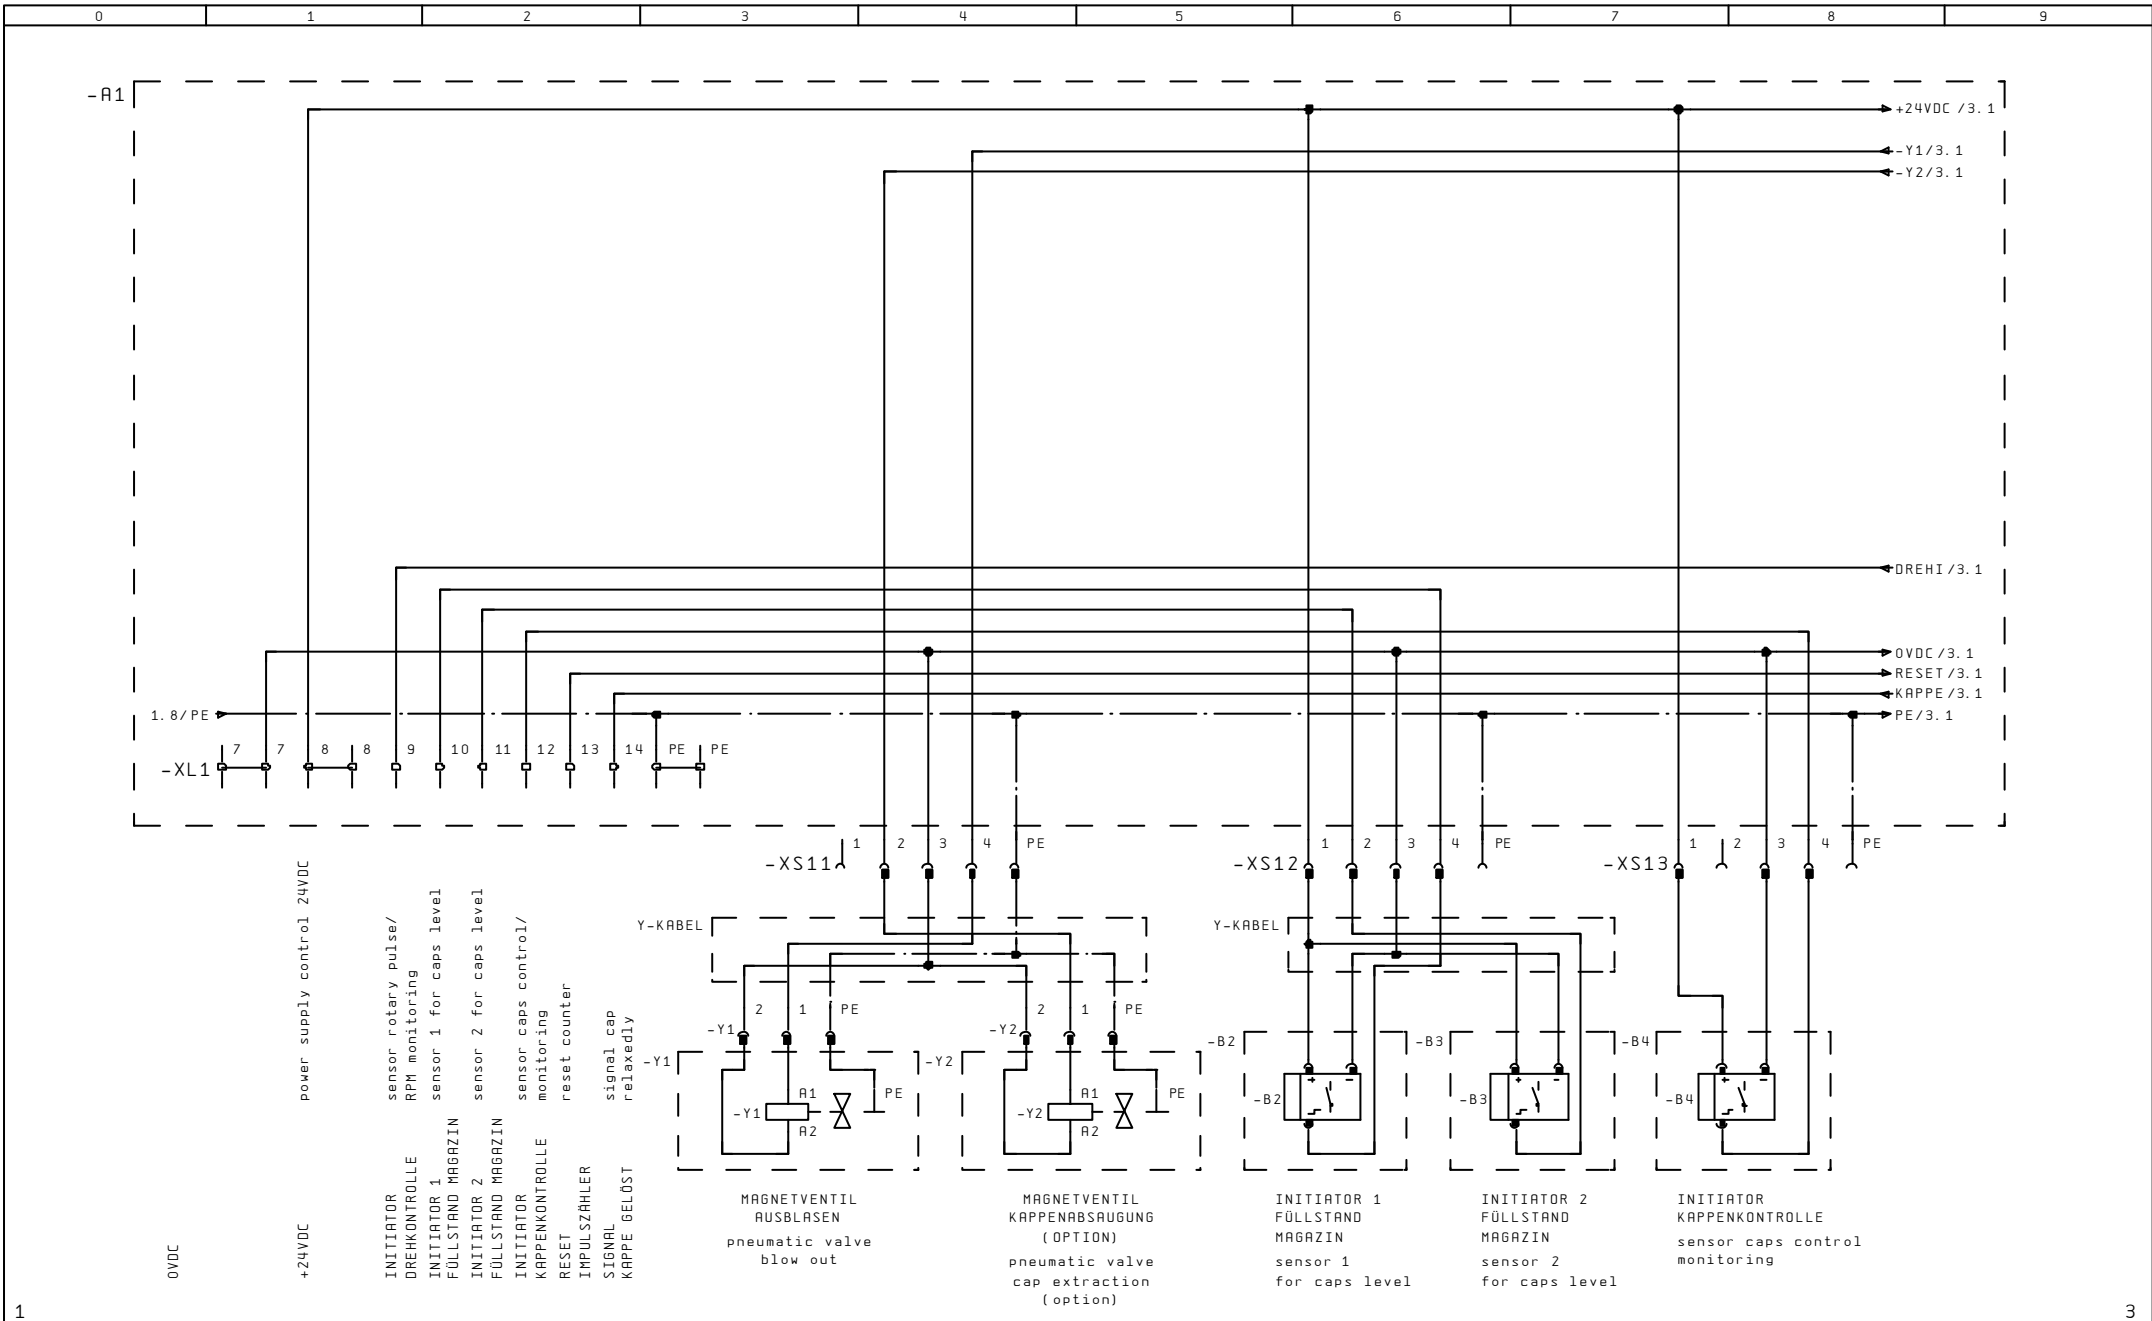 0 1 2 3 4 5 6 7 8 9
-A1
+24VDC /3.1
-Y1/3.1
-Y2/3.1
DREHI/3.1
0VDC/3.1
RESET/3.1
KAPPE/3.1
1.8/PE
PE/3.1
7 7 8 8 9 10 11 12 13 14 PE PE
-XL1
-XS11 1 2 3 4 PE
-XS12 1 2 3 4 PE
-XS13 1 2 3 4 PE
Y-KABEL
Y-KABEL
2 1 PE
2 1 PE
-Y1
-Y2
-Y1
-Y2
-B2
-B3
-B4
-Y1
A1
A2
PE
-Y2
A1
A2
PE
-B2
+ -
-B3
+ -
-B4
+ -
0VDC
+24VDC
power supply control 24VDC
INITIATOR
DREHKONTROLLE
sensor rotary pulse/
RPM monitoring
INITIATOR 1
FÜLLSTAND MAGAZIN
sensor 1 for caps level
INITIATOR 2
FÜLLSTAND MAGAZIN
sensor 2 for caps level
INITIATOR
KAPPENKONTROLLE
sensor caps control/
monitoring
RESET
IMPULSZÄHLER
reset counter
SIGNAL
KAPPE GELÖST
signal cap
relaxedly
MAGNETVENTIL
AUSBLASEN
pneumatic valve
blow out
MAGNETVENTIL
KAPPENABSAUGUNG
(OPTION)
pneumatic valve
cap extraction
(option)
INITIATOR 1
FÜLLSTAND
MAGAZIN
sensor 1
for caps level
INITIATOR 2
FÜLLSTAND
MAGAZIN
sensor 2
for caps level
INITIATOR
KAPPENKONTROLLE
sensor caps control
monitoring
1
3